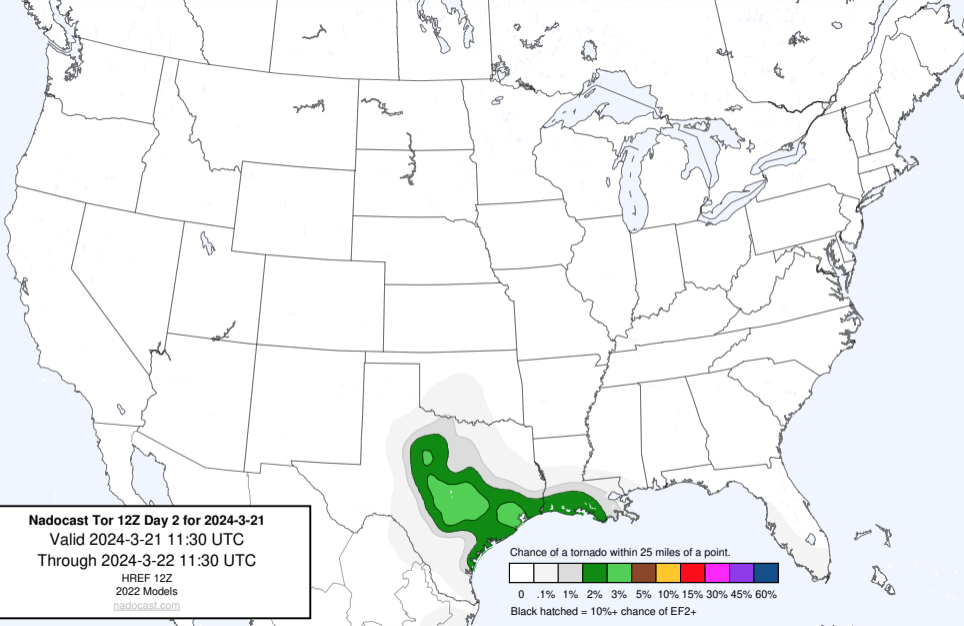 Nadocast Tor 12Z Day 2 for 2024-3-21
Valid 2024-3-21 11:30 UTC
Through 2024-3-22 11:30 UTC
HREF 12Z
2022 Models
nadocast.com
Chance of a tornado within 25 miles of a point.
0 .1% 1% 2% 3% 5% 10% 15% 30% 45% 60%
Black hatched = 10%+ chance of EF2+